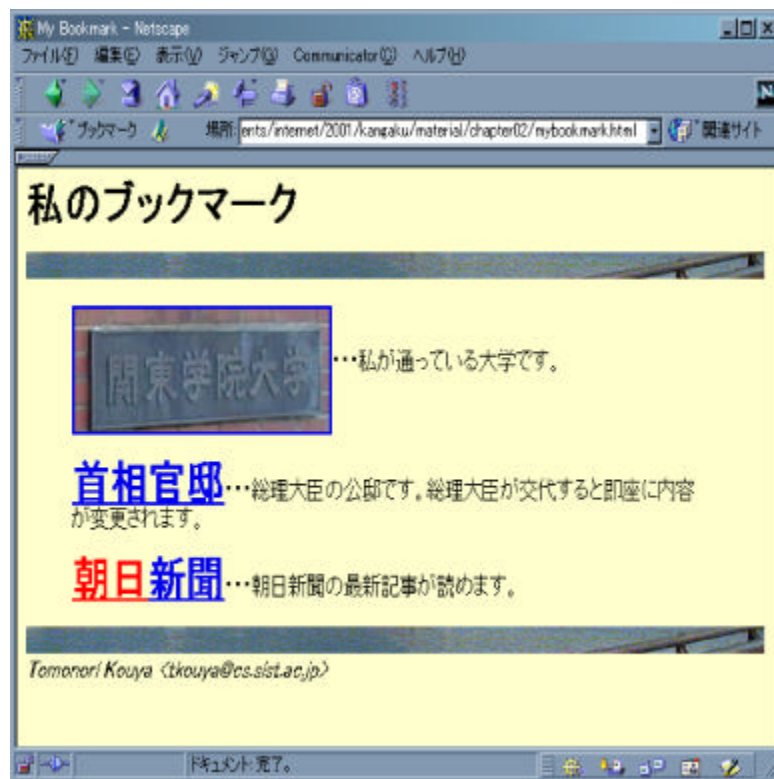 My Bookmark - Netscape
ファイル(F) 編集(E) 表示(V) ジャンプ(G) Communicator(C) ヘルプ(H)
ブックマーク 場所: ents/internet/2001/kangaku/material/chapter02/mybookmark.html 関連サイト
私のブックマーク
関東学院大学
…私が通っている大学です。
首相官邸…総理大臣の公邸です。総理大臣が交代すると即座に内容
が変更されます。
朝日新聞…朝日新聞の最新記事が読めます。
Tomonori Kouya <tkouya@cs.sist.ac.jp>
ドキュメント: 完了。